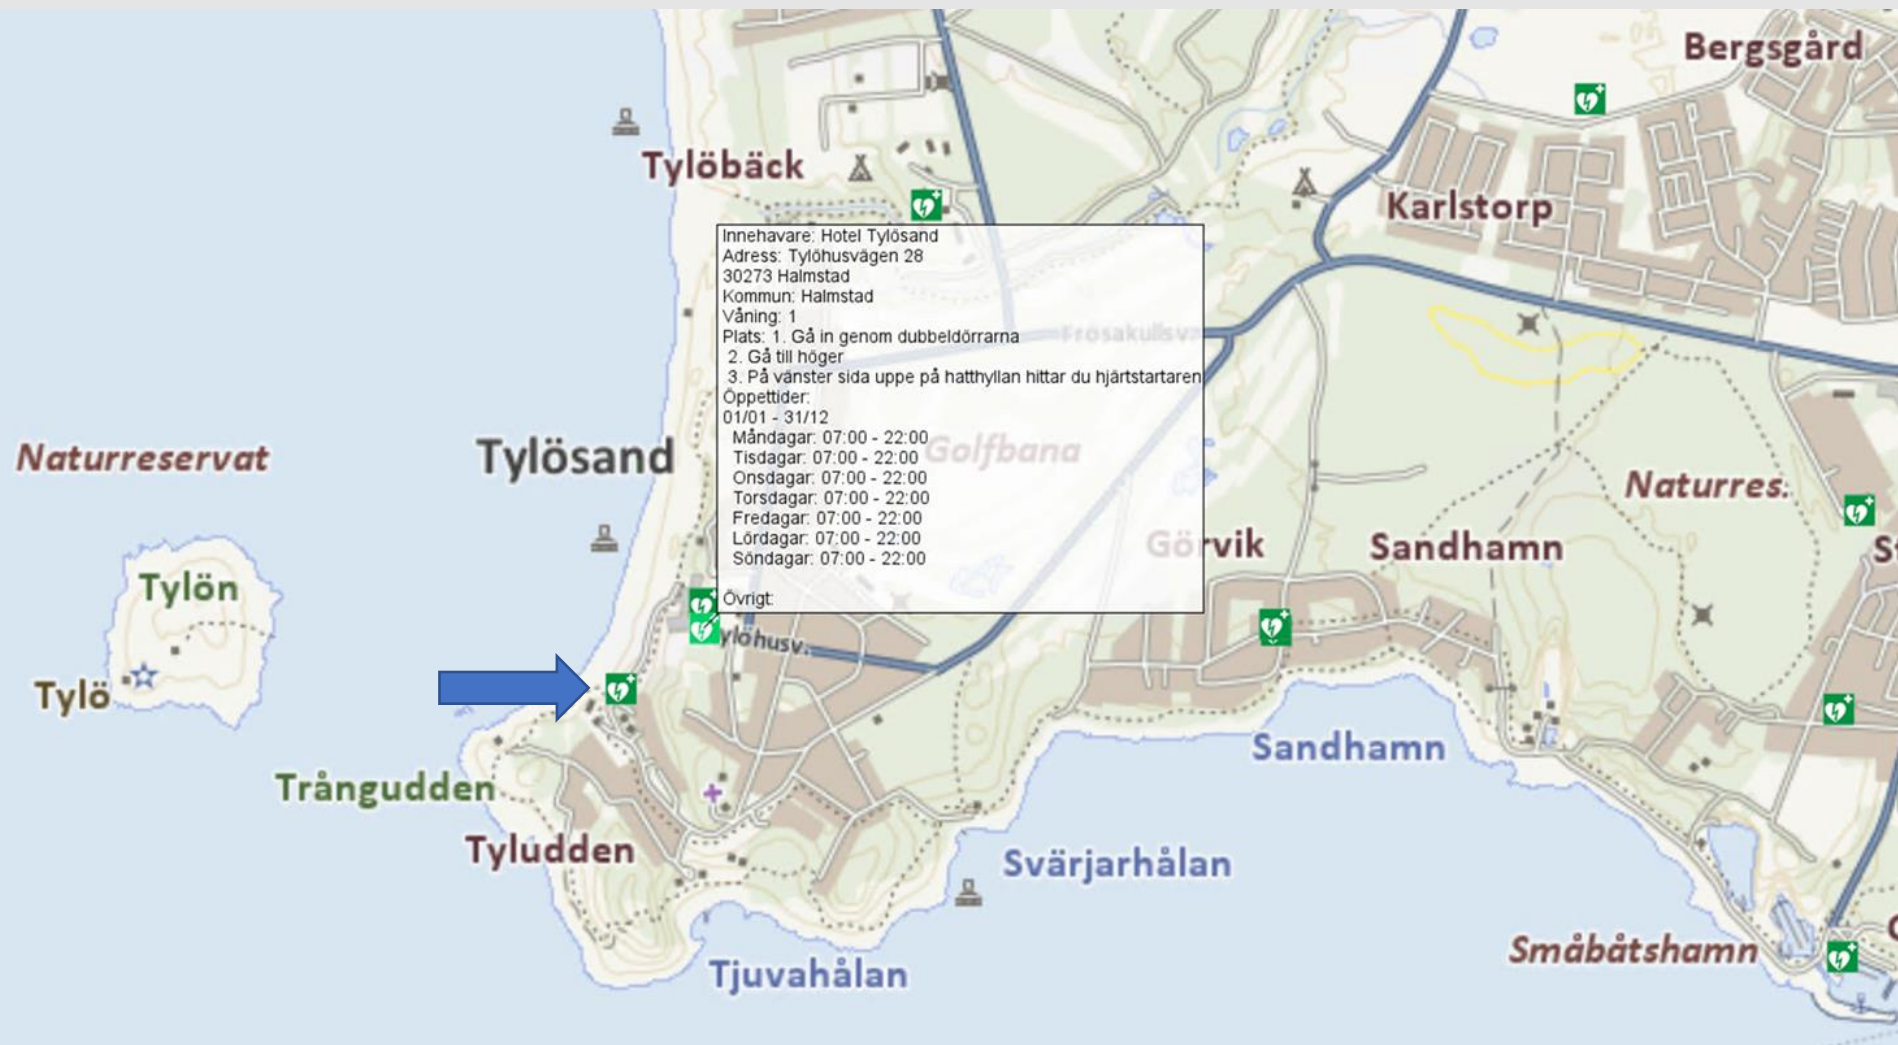 Bergsgård
Tylöbäck
Karlstorp
Innehavare: Hotel Tylösand
Adress: Tylöhusvägen 28
30273 Halmstad
Kommun: Halmstad
Våning: 1
Plats: 1. Gå in genom dubbeldörrarna
2. Gå till höger
3. På vänster sida uppe på hatthyllan hittar du hjärtstartaren
Öppettider:
01/01 - 31/12
Måndagar: 07:00 - 22:00
Tisdagar: 07:00 - 22:00
Onsdagar: 07:00 - 22:00
Torsdagar: 07:00 - 22:00
Fredagar: 07:00 - 22:00
Lördagar: 07:00 - 22:00
Söndagar: 07:00 - 22:00
Övrigt:
Frösakullsv.
Golfbana
Naturreservat
Tylösand
Naturres.
Görvik
Sandhamn
Tylön
ylöhusv.
Tylö
Sandhamn
Trångudden
Tyludden
Svärjarhålan
Småbåtshamn
Tjuvahålan